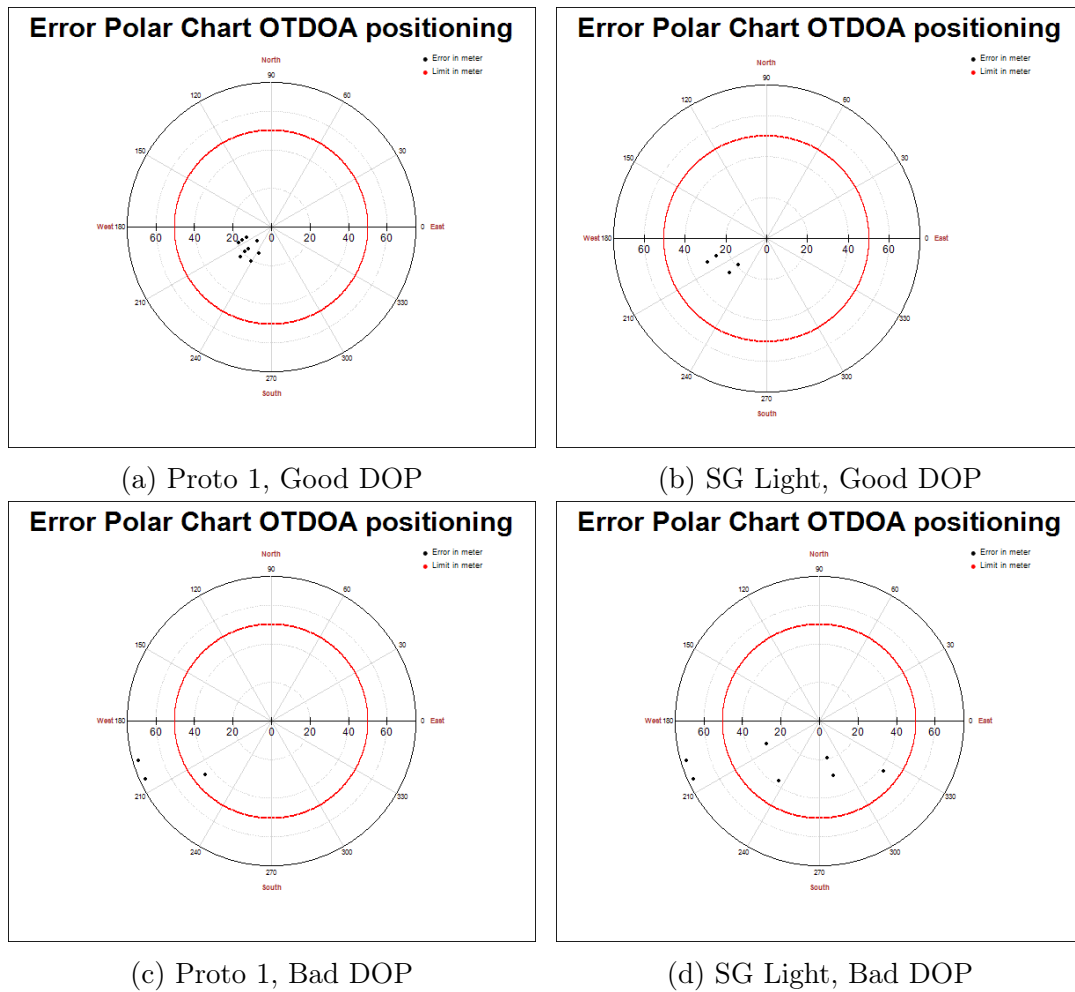 Error Polar Chart OTDOA positioning
North
Error in meter
Limit in meter
90
120
60
150
30
West 180
0 East
60 40 20 0 20 40 60
210
330
240
300
270
South
(a) Proto 1, Good DOP
Error Polar Chart OTDOA positioning
North
Error in meter
Limit in meter
90
120
60
150
30
West 180
0 East
60 40 20 0 20 40 60
210
330
240
300
270
South
(b) SG Light, Good DOP
Error Polar Chart OTDOA positioning
North
Error in meter
Limit in meter
90
120
60
150
30
West 180
0 East
60 40 20 0 20 40 60
210
330
240
300
270
South
(c) Proto 1, Bad DOP
Error Polar Chart OTDOA positioning
North
Error in meter
Limit in meter
90
120
60
150
30
West 180
0 East
60 40 20 0 20 40 60
210
330
240
300
270
South
(d) SG Light, Bad DOP